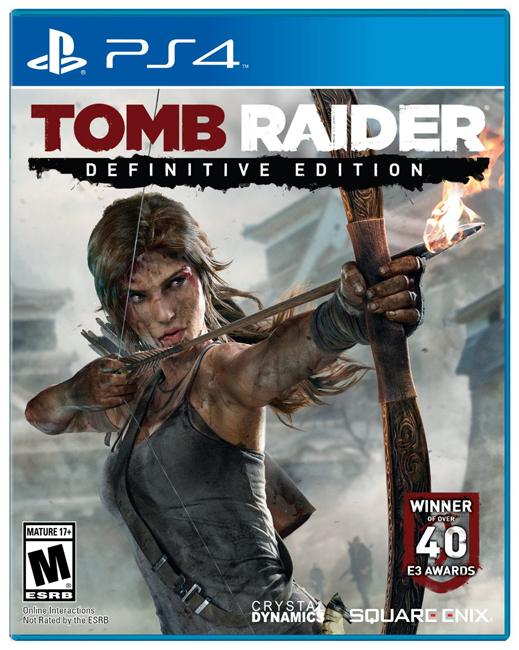 PS4™
TOMB RAIDER®
DEFINITIVE EDITION
WINNER
OF OVER
40
E3 AWARDS
MATURE 17+
M
®
ESRB
Online Interactions
Not Rated by the ESRB
CRYSTAL
DYNAMICS
SQUARE ENIX.